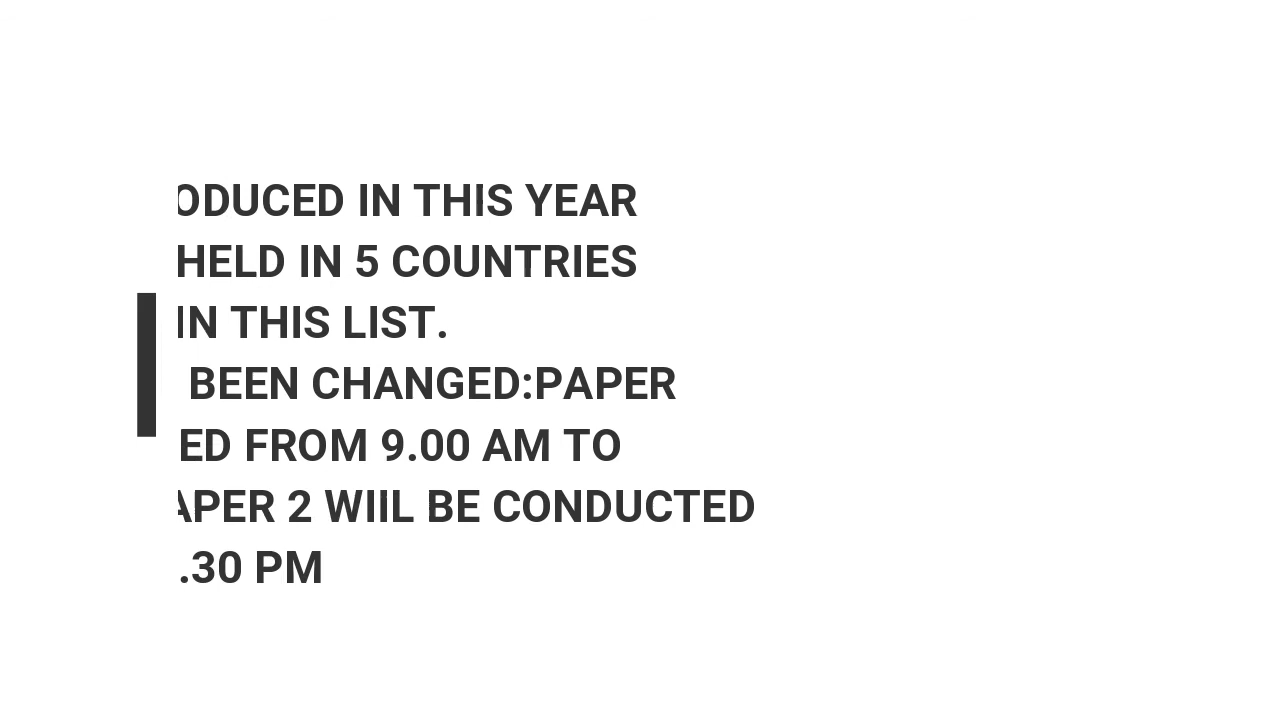 ODUCED IN THIS YEAR
HELD IN 5 COUNTRIES
IN THIS LIST.
BEEN CHANGED:PAPER
ED FROM 9.00 AM TO
APER 2 WIIL BE CONDUCTED
.30 PM